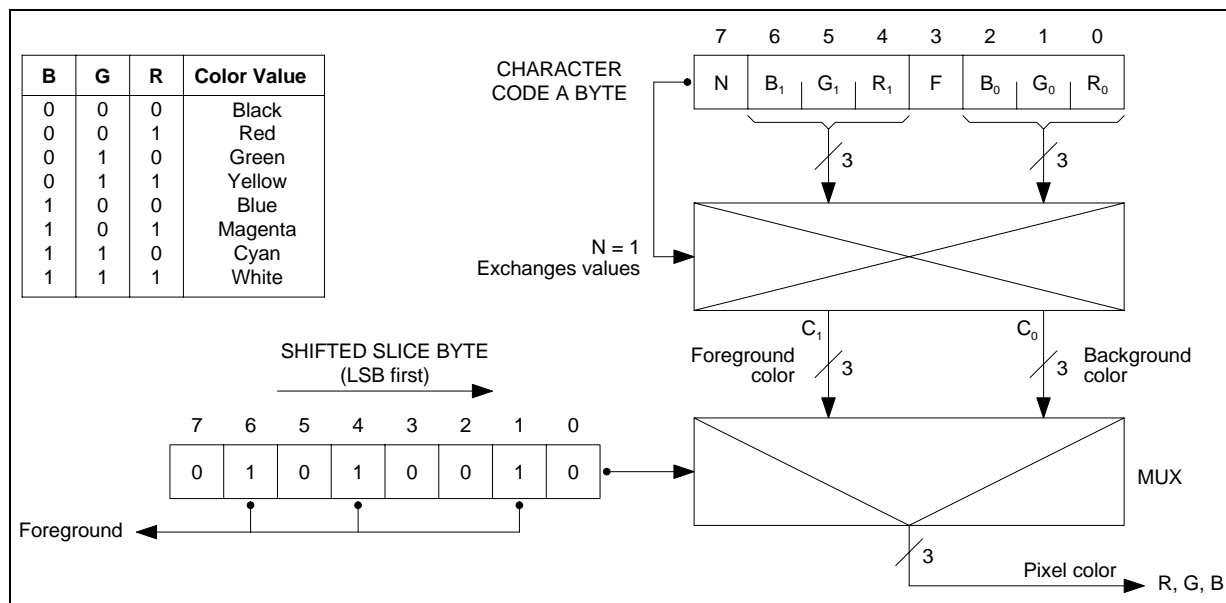 B G R Color Value
0 0 0 Black
0 0 1 Red
0 1 0 Green
0 1 1 Yellow
1 0 0 Blue
1 0 1 Magenta
1 1 0 Cyan
1 1 1 White
7 6 5 4 3 2 1 0
CHARACTER
CODE A BYTE
N B₁ G₁ R₁ F B₀ G₀ R₀
3 3
N = 1
Exchanges values
C₁ C₀
Foreground
color
3
3
Background
color
SHIFTED SLICE BYTE
(LSB first)
7 6 5 4 3 2 1 0
0 1 0 1 0 0 1 0
MUX
Foreground
3
Pixel color
R, G, B